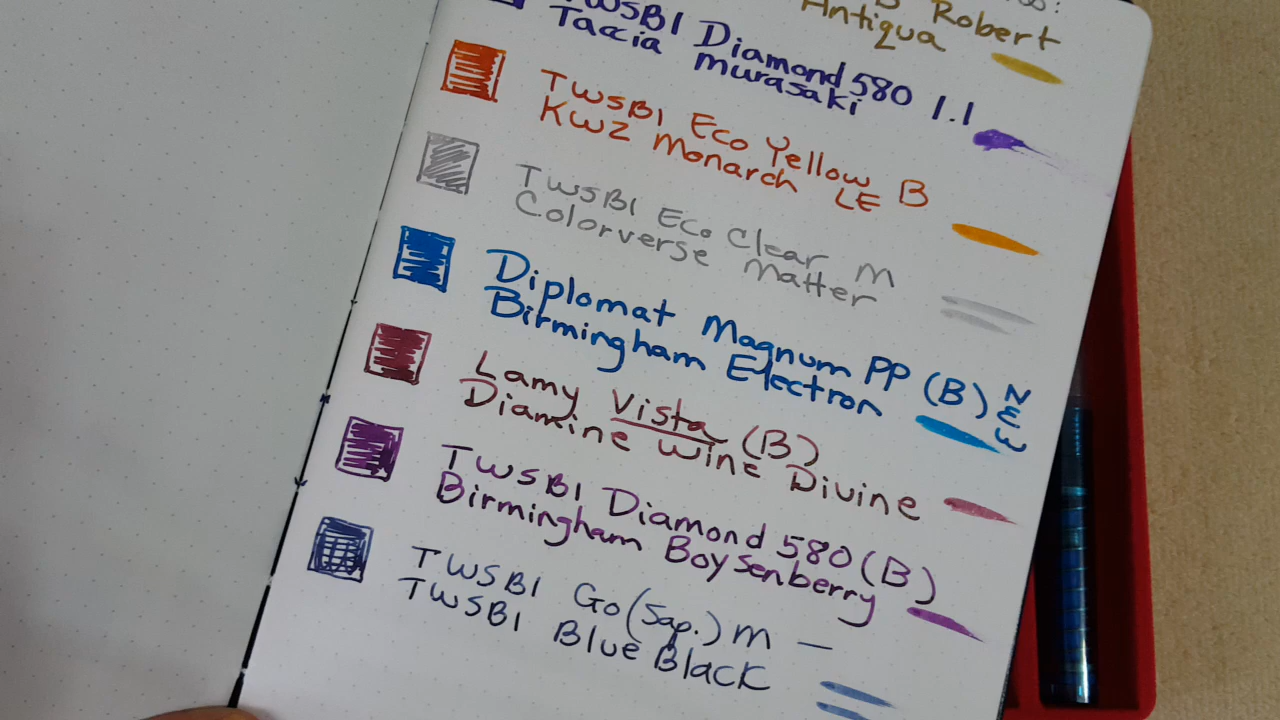 Robert
Antiqua
TWSBI Diamond 580 1.1
Taccia Murasaki
TWSBI Eco Yellow B
KWZ Monarch LE
TWSBI Eco Clear M
Colorverse Matter
Diplomat Magnum PP (B) NEW
Birmingham Electron
Lamy Vista (B)
Diamine Wine Divine
TWSBI Diamond 580 (B)
Birmingham Boysenberry
TWSBI Go (Sap.) M —
TWSBI Blue Black